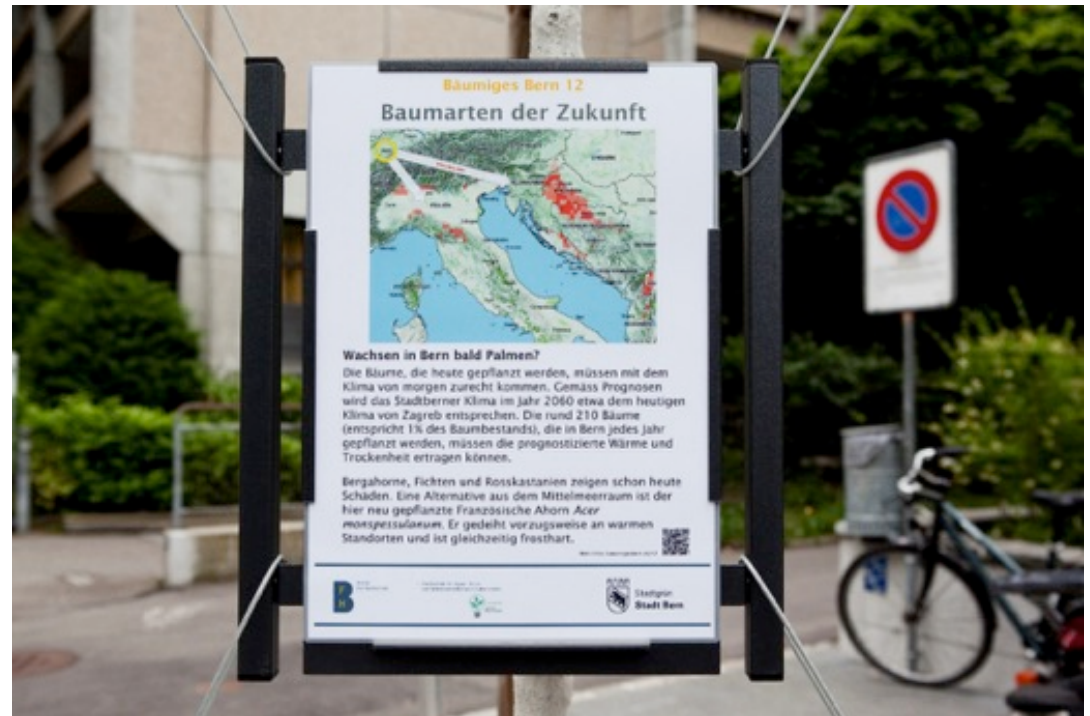 Bäumiges Bern 12
Baumarten der Zukunft
Wachsen in Bern bald Palmen?
Die Bäume, die heute gepflanzt werden, müssen mit dem
Klima von morgen zurecht kommen. Gemäss Prognosen
wird das Stadtberner Klima im Jahr 2060 etwa dem heutigen
Klima von Zagreb entsprechen. Die rund 210 Bäume
(entspricht 1% des Baumbestands), die in Bern jedes Jahr
gepflanzt werden, müssen die prognostizierte Wärme und
Trockenheit ertragen können.
Bergahorne, Fichten und Rosskastanien zeigen schon heute
Schäden. Eine Alternative aus dem Mittelmeerraum ist der
hier neu gepflanzte Französische Ahorn Acer
monspessulanum. Er gedeiht vorzugsweise an warmen
Standorten und ist gleichzeitig frosthart.
B
F
H
Stadtgrün
Stadt Bern